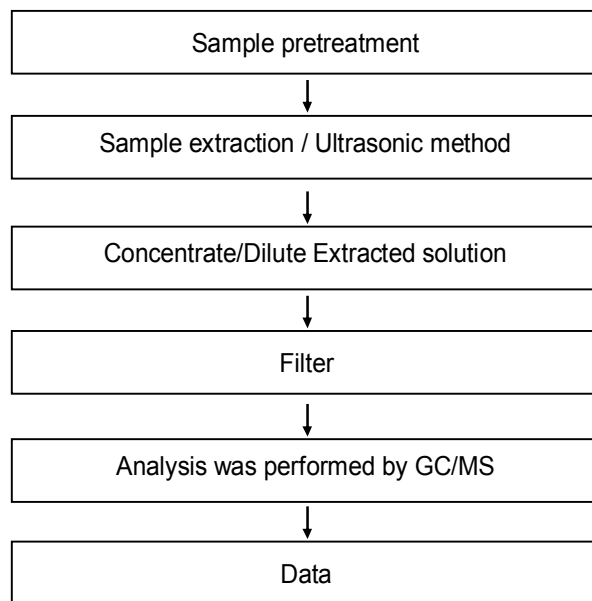 Sample pretreatment
Sample extraction / Ultrasonic method
Concentrate/Dilute Extracted solution
Filter
Analysis was performed by GC/MS
Data